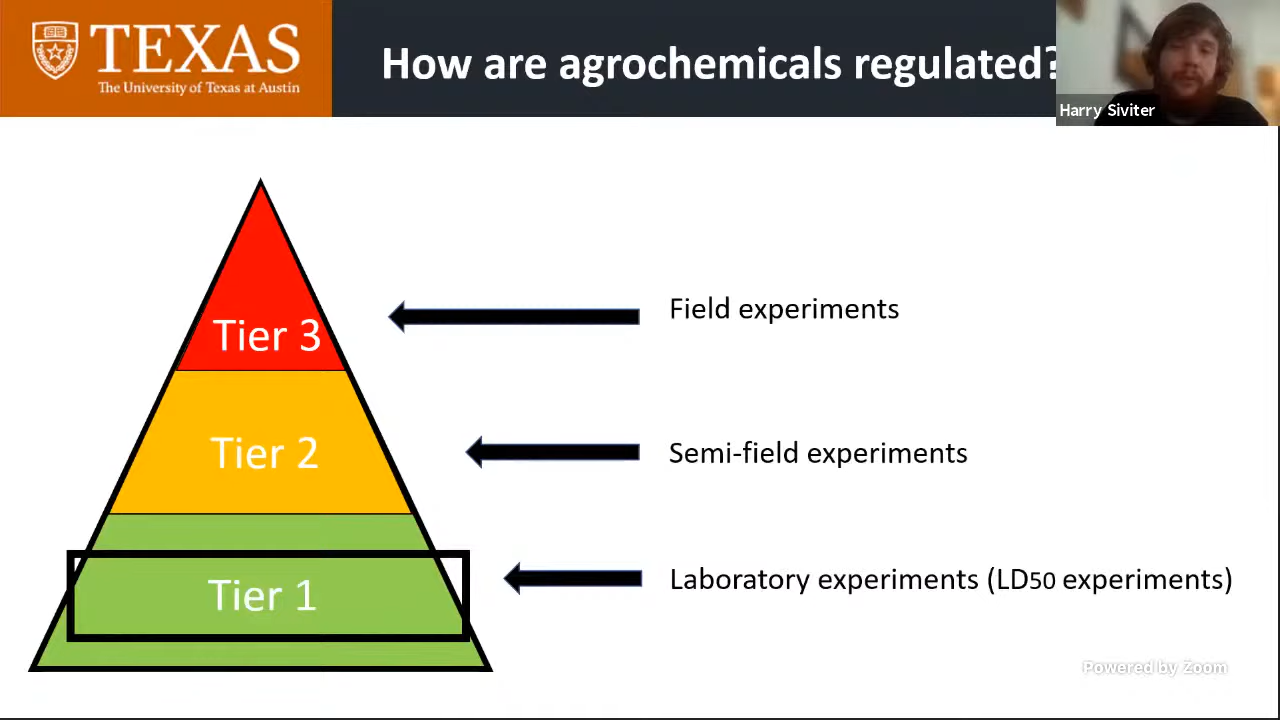 TEXAS
The University of Texas at Austin
How are agrochemicals regulated?
Harry Siviter
Tier 3
Field experiments
Tier 2
Semi-field experiments
Tier 1
Laboratory experiments (LD50 experiments)
Powered by Zoom